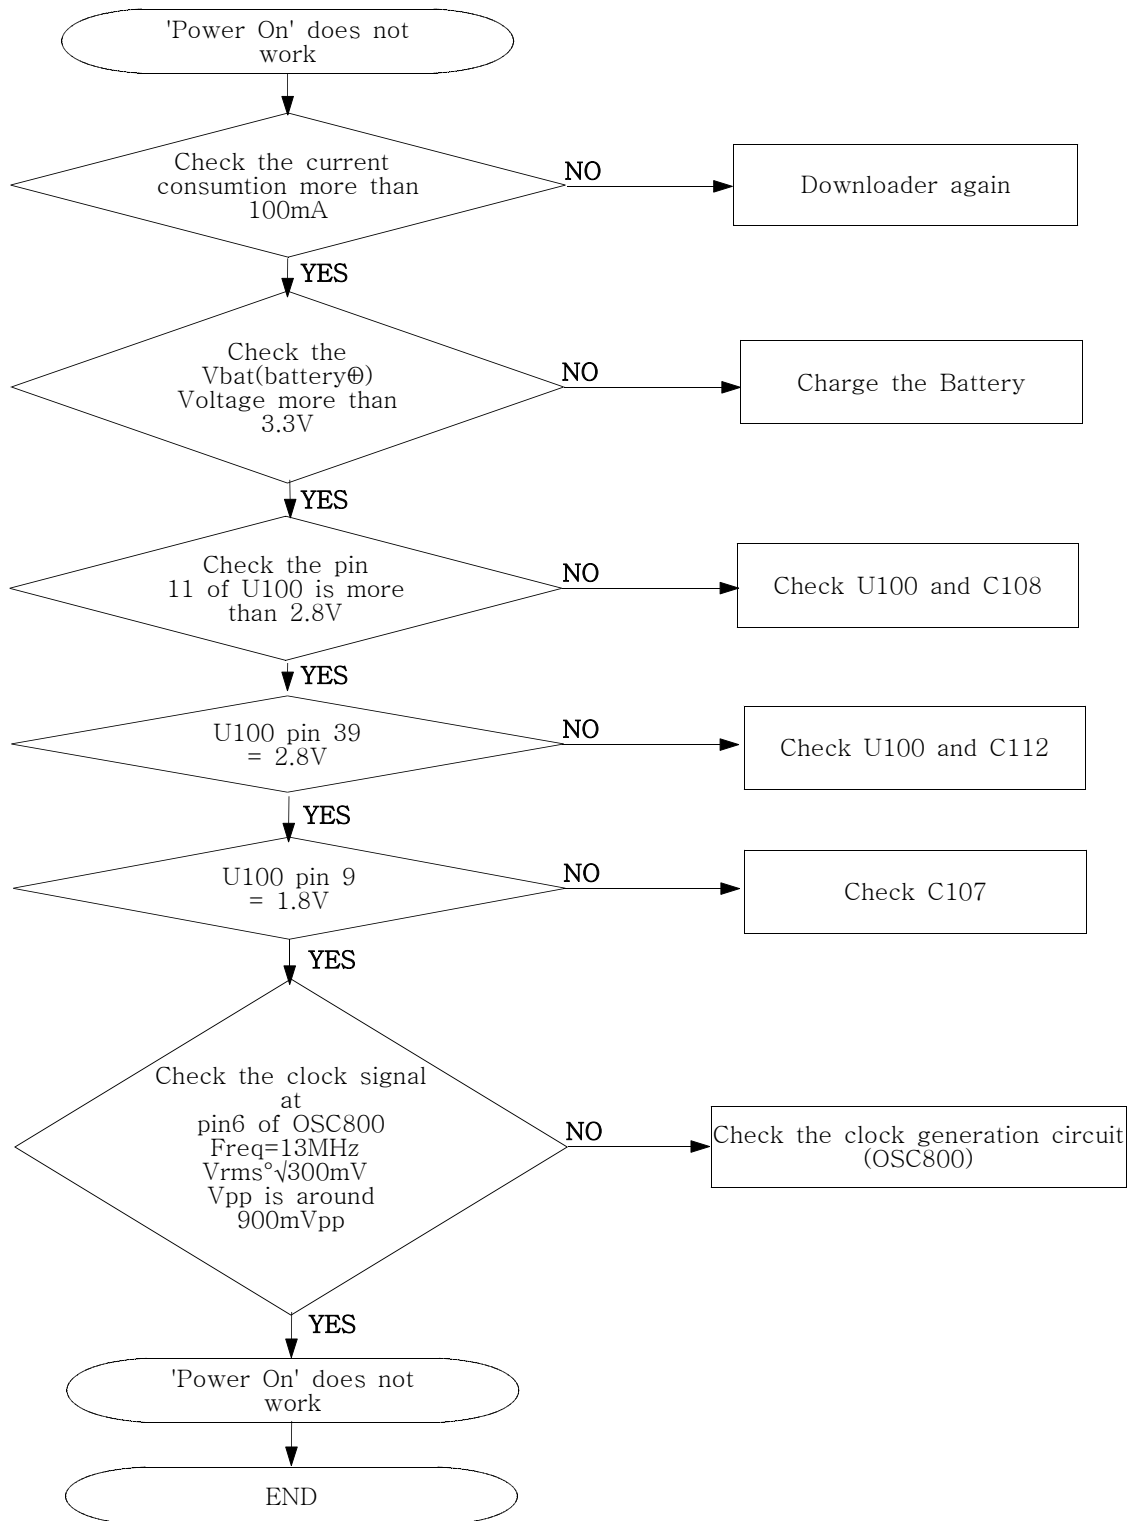 'Power On' does not
work
Check the current
consumtion more than
100mA
NO
Downloader again
YES
Check the
Vbat(battery⊕)
Voltage more than
3.3V
NO
Charge the Battery
YES
Check the pin
11 of U100 is more
than 2.8V
NO
Check U100 and C108
YES
U100 pin 39
= 2.8V
NO
Check U100 and C112
YES
U100 pin 9
= 1.8V
NO
Check C107
YES
Check the clock signal
at
pin6 of OSC800
Freq=13MHz
Vrms°√300mV
Vpp is around
900mVpp
NO
Check the clock generation circuit
(OSC800)
YES
'Power On' does not
work
END